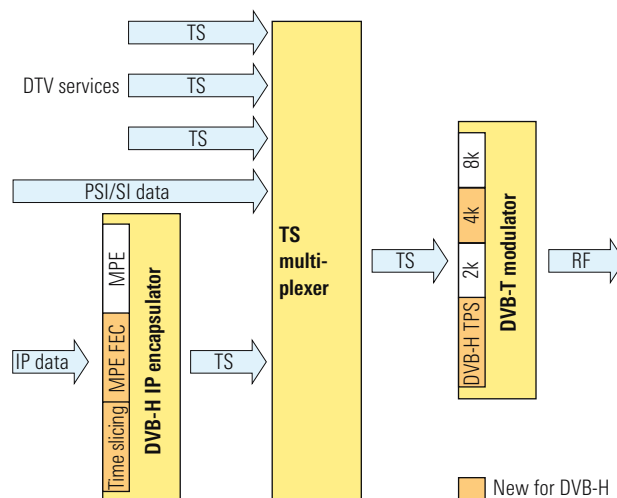 TS
DTV services
TS
TS
PSI/SI data
TS
multi-
plexer
8k
4k
2k
DVB-H TPS
DVB-T modulator
TS
RF
MPE
MPE FEC
Time slicing
DVB-H IP encapsulator
IP data
TS
New for DVB-H